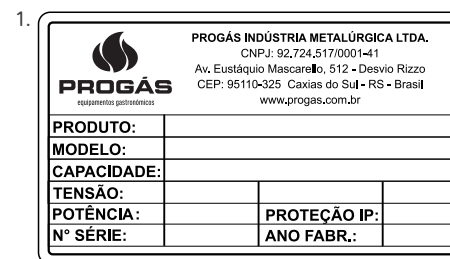 1.
PROGÁS
equipamentos gastronômicos
PROGÁS INDÚSTRIA METALÚRGICA LTDA.
CNPJ: 92.724.517/0001-41
Av. Eustáquio Mascarello, 512 - Desvio Rizzo
CEP: 95110-325 Caxias do Sul - RS - Brasil
www.progas.com.br
PRODUTO:
MODELO:
CAPACIDADE:
TENSÃO:
POTÊNCIA: PROTEÇÃO IP:
N° SÉRIE: ANO FABR.: